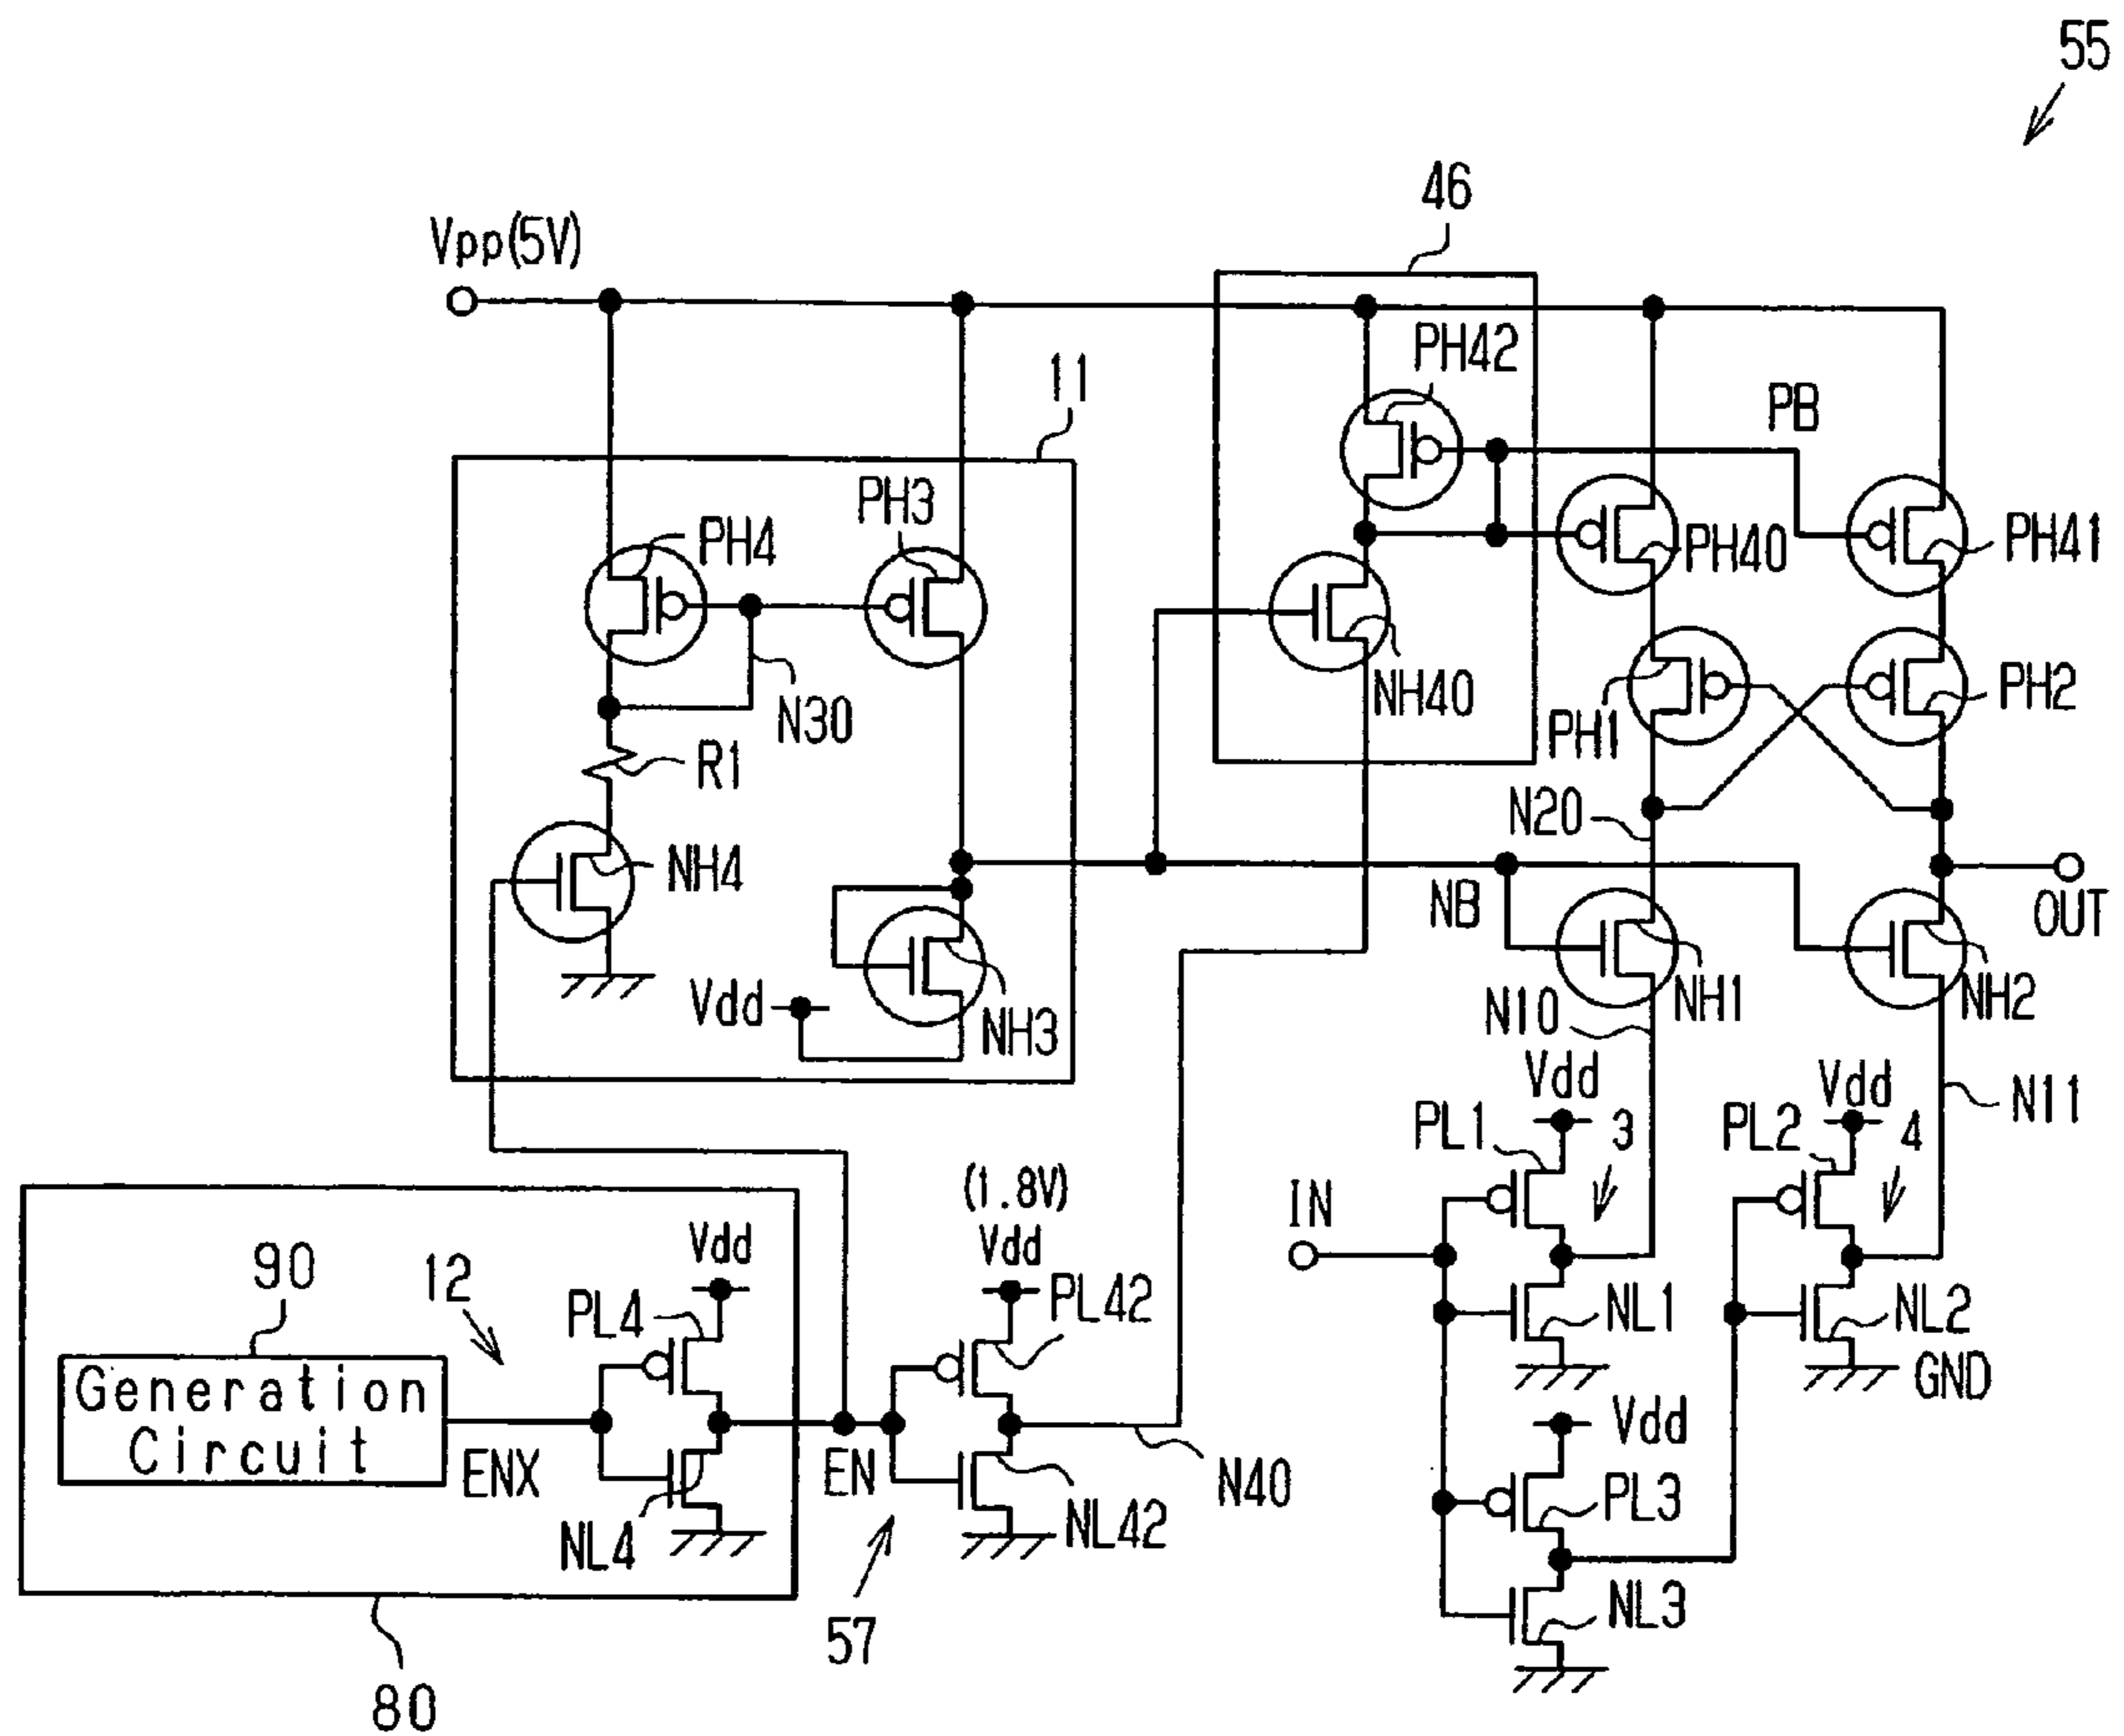 55
46
Vpp(5V)
PH42
11
PB
PH3
PH4
PH40
PH41
NH40
N30
PH1
PH2
R1
N20
NH4
NB
OUT
Vdd
NH3
N10
NH1
NH2
Vdd
Vdd
N11
PL1
3
PL2
4
(1.8V)
IN
Vdd
Vdd
90
12
PL4
PL42
NL1
NL2
Generation
Circuit
GND
Vdd
ENX
EN
N40
PL3
NL4
NL42
NL3
57
80